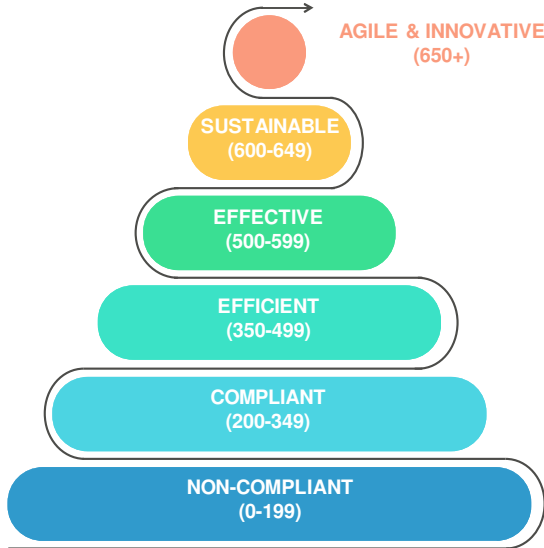 AGILE & INNOVATIVE
(650+)
SUSTAINABLE
(600-649)
EFFECTIVE
(500-599)
EFFICIENT
(350-499)
COMPLIANT
(200-349)
NON-COMPLIANT
(0-199)